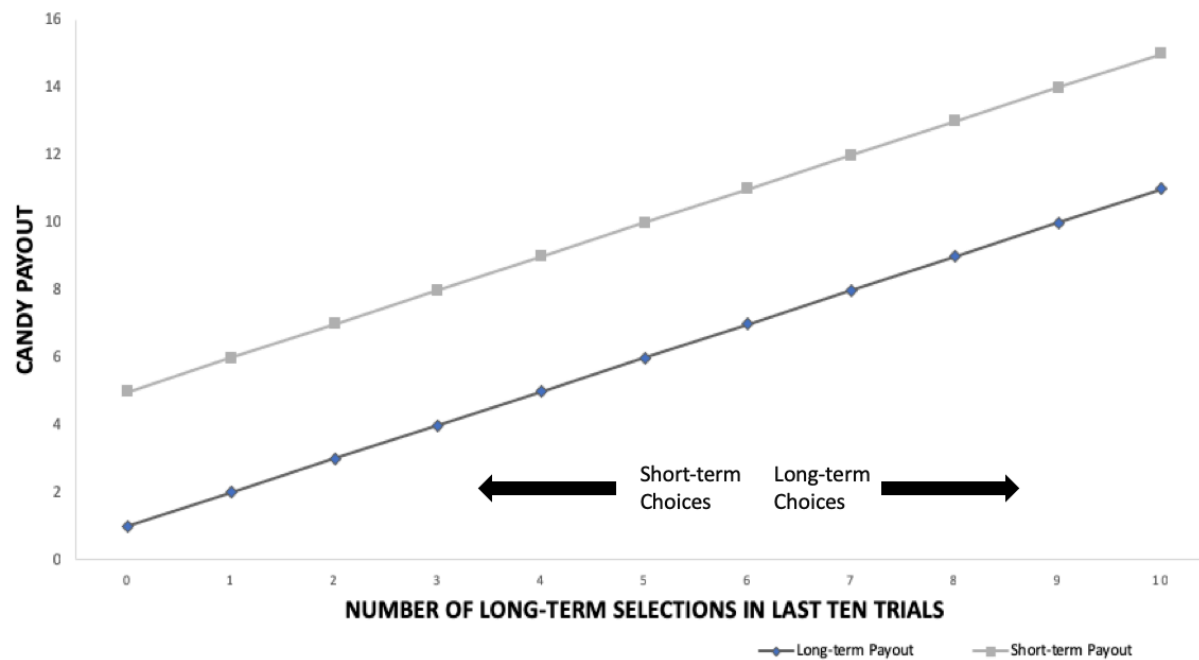 16
14
12
10
8
6
4
2
0
CANDY PAYOUT
Short-term Choices
Long-term Choices
0 1 2 3 4 5 6 7 8 9 10
NUMBER OF LONG-TERM SELECTIONS IN LAST TEN TRIALS
Long-term Payout Short-term Payout